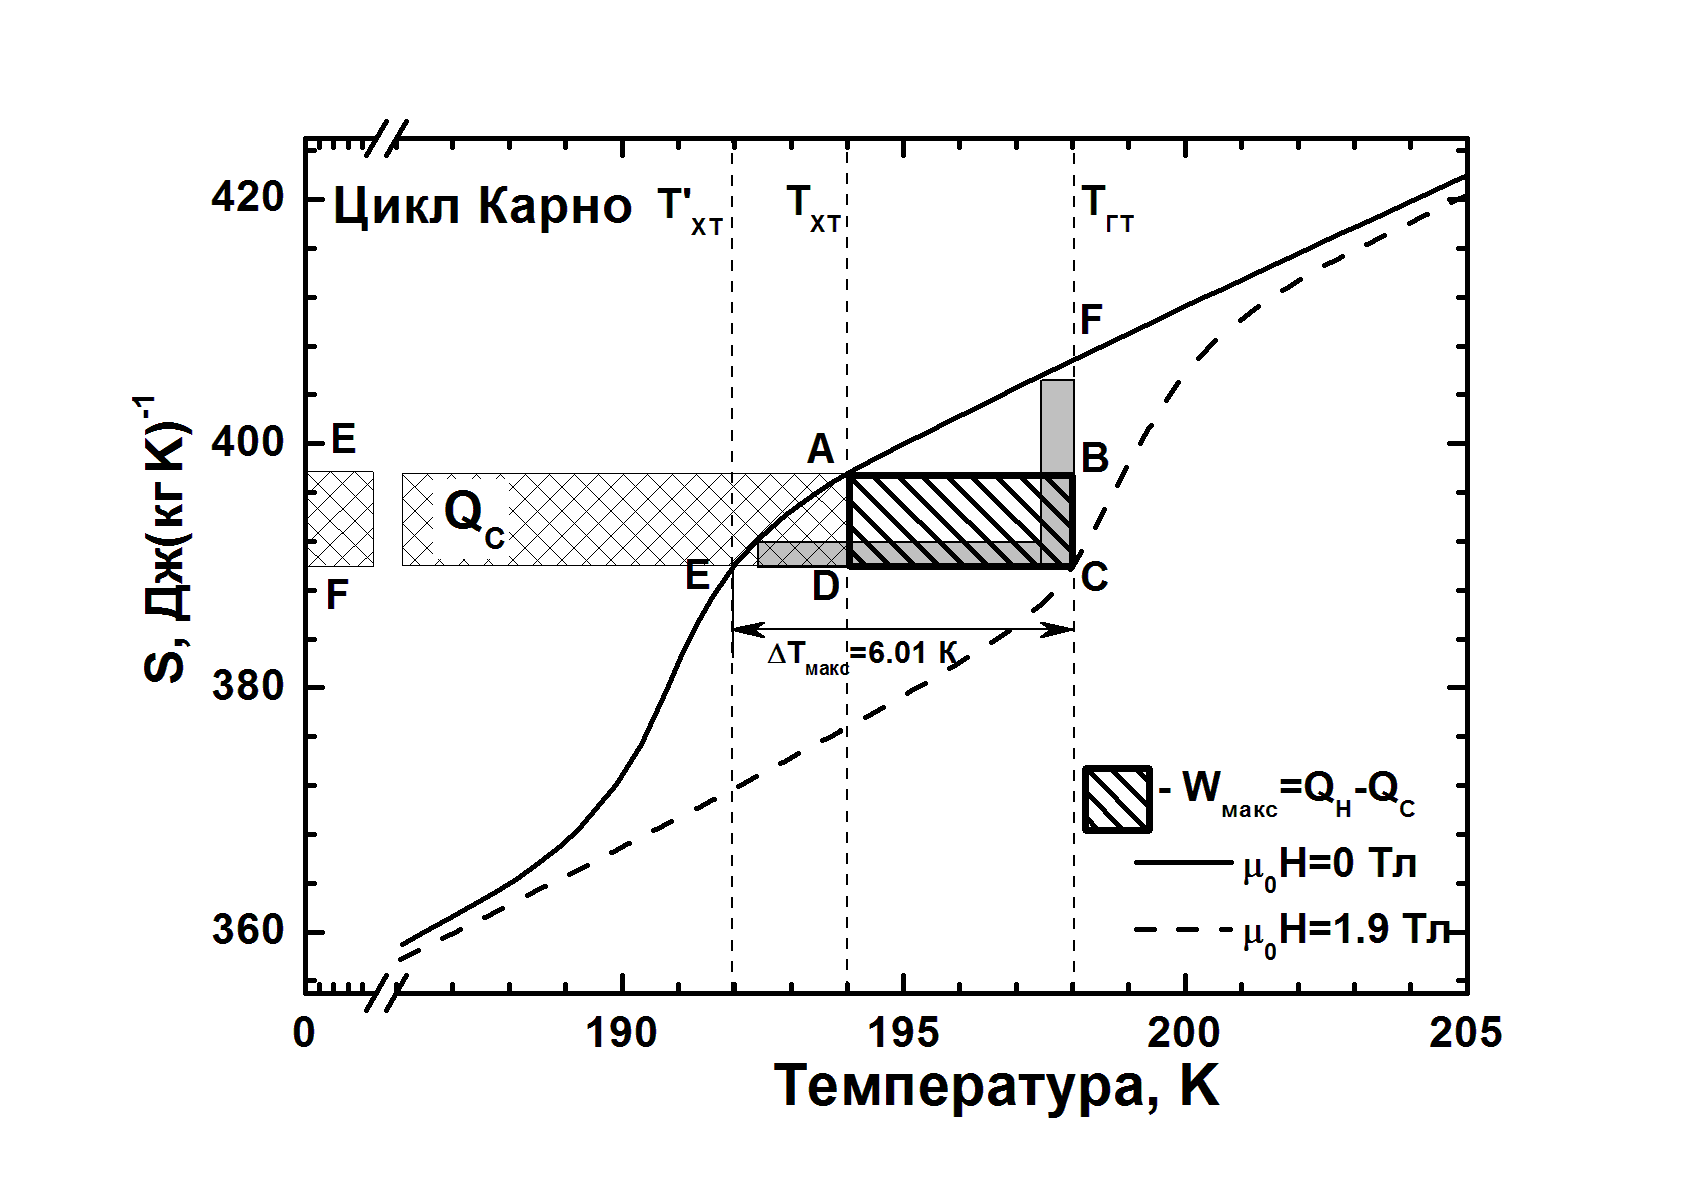 Цикл Карно
T'ХТ
TХТ
TГТ
420
400
380
360
S, Дж(кг K)-1
E
F
QC
A
F
B
E
D
C
ΔTмакс=6.01 К
- Wмакс=QH-QC
μ0H=0 Тл
μ0H=1.9 Тл
0
190
195
200
205
Температура, K